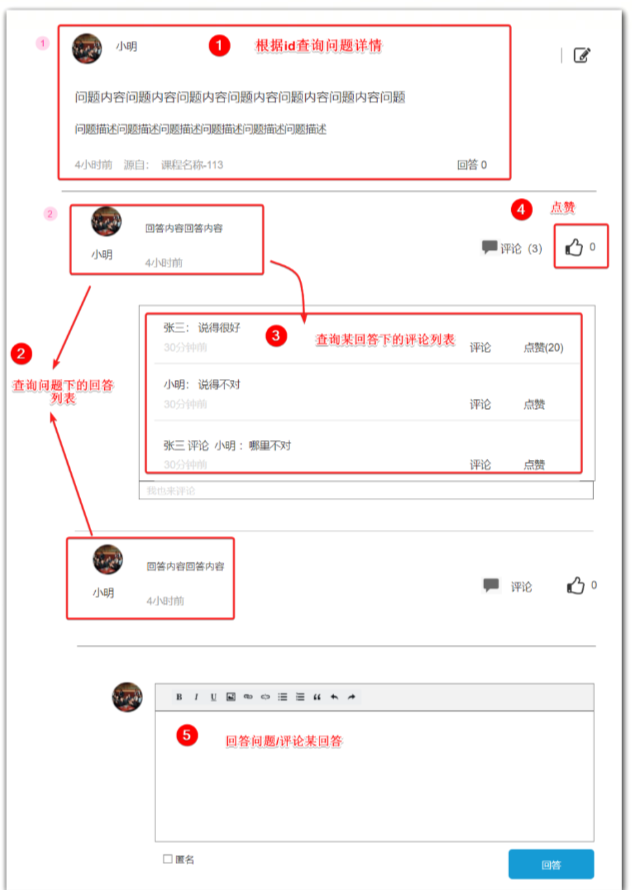 1
小明
1 根据id查询问题详情
问题内容问题内容问题内容问题内容问题内容问题内容问题
问题描述问题描述问题描述问题描述问题描述问题描述
4小时前 源自： 课程名称-113
回答 0
2
回答内容回答内容
小明
4小时前
4 点赞
评论（3）
0
张三： 说得很好
30分钟前
3 查询某回答下的评论列表
评论 点赞(20)
小明： 说得不对
30分钟前
评论 点赞
张三 评论 小明 ：哪里不对
30分钟前
评论 点赞
我也来评论
2
查询问题下的回答
列表
回答内容回答内容
小明
4小时前
评论
0
B I U
5 回答问题/评论某回答
匿名
回答